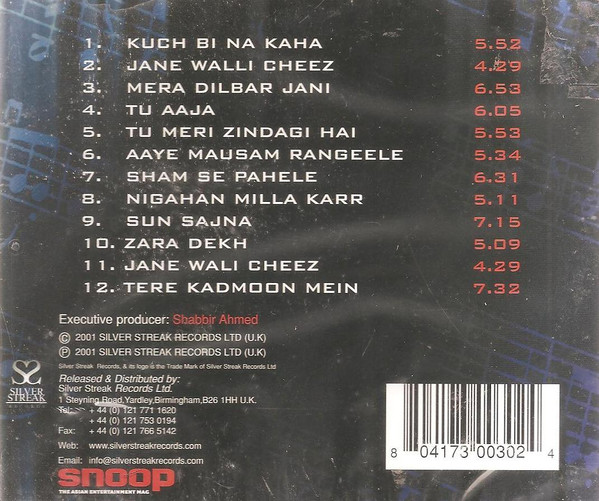 1. KUCH BI NA KAHA 5.52
2. JANE WALLI CHEEZ 4.29
3. MERA DILBAR JANI 6.53
4. TU AAJA 6.05
5. TU MERI ZINDAGI HAI 5.53
6. AAYE MAUSAM RANGEELE 5.34
7. SHAM SE PAHELE 6.31
8. NIGAHAN MILLA KARR 5.11
9. SUN SAJNA 7.15
10. ZARA DEKH 5.09
11. JANE WALI CHEEZ 4.29
12. TERE KADMOON MEIN 7.32
Executive producer: Shabbir Ahmed
© 2001 SILVER STREAK RECORDS LTD (U.K)
℗ 2001 SILVER STREAK RECORDS LTD (U.K)
Silver Streak Records, & its logo is the Trade Mark of Silver Streak Records Ltd
Released & Distributed by:
Silver Streak Records Ltd.
1 Steyning Road,Yardley,Birmingham,B26 1HH U.K.
Tel: + 44 (0) 121 771 1620
+ 44 (0) 121 753 0194
Fax: + 44 (0) 121 766 5142
Web: www.silverstreakrecords.com
Email: info@silverstreakrecords.com
SILVER
STREAK
RECORDS
snoop
THE ASIAN ENTERTAINMENT MAG
8 04173 00302 4